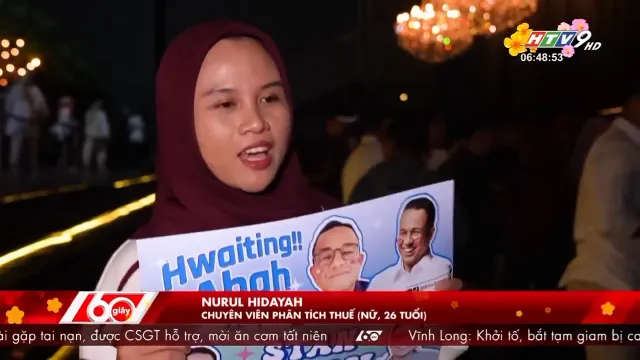 HTV9 HD
06:48:53
Hwaiting!!
Abah
60 giây
NURUL HIDAYAH
CHUYÊN VIÊN PHÂN TÍCH THUẾ (NỮ, 26 TUỔI)
ài gặp tai nạn, được CSGT hỗ trợ, mời ăn cơm tất niên 60 Vĩnh Long: Khởi tố, bắt tạm giam bị c